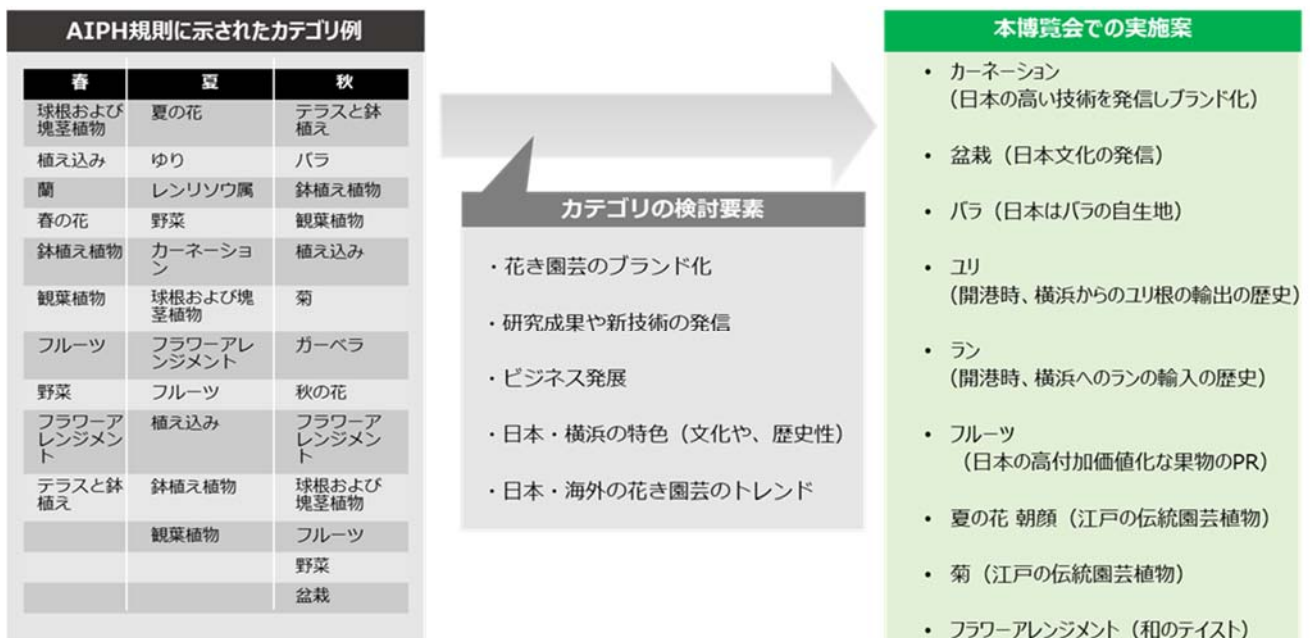 AIPH規則に示されたカテゴリ例
春 夏 秋
球根および塊茎植物 夏の花 テラスと鉢植え
植え込み ゆり バラ
蘭 レンリソウ属 鉢植え植物
春の花 野菜 観葉植物
鉢植え植物 カーネーション 植え込み
観葉植物 球根および塊茎植物 菊
フルーツ フラワーアレンジメント ガーベラ
野菜 フルーツ 秋の花
フラワーアレンジメント 植え込み フラワーアレンジメント
テラスと鉢植え 鉢植え植物 球根および塊茎植物
観葉植物 フルーツ
野菜
盆栽
カテゴリの検討要素
・花き園芸のブランド化
・研究成果や新技術の発信
・ビジネス発展
・日本・横浜の特色（文化や、歴史性）
・日本・海外の花き園芸のトレンド
本博覧会での実施案
• カーネーション
（日本の高い技術を発信しブランド化）
• 盆栽（日本文化の発信）
• バラ（日本はバラの自生地）
• ユリ
（開港時、横浜からのユリ根の輸出の歴史）
• ラン
（開港時、横浜へのランの輸入の歴史）
• フルーツ
（日本の高付加価値化な果物のPR）
• 夏の花 朝顔（江戸の伝統園芸植物）
• 菊（江戸の伝統園芸植物）
• フラワーアレンジメント（和のテイスト）